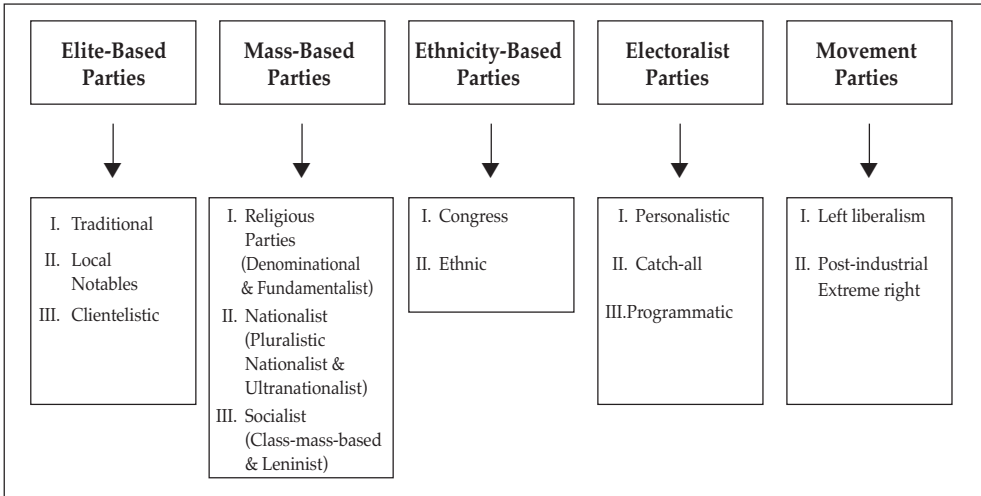 Elite-Based
Parties
Mass-Based
Parties
Ethnicity-Based
Parties
Electoralist
Parties
Movement
Parties
I. Traditional
II. Local
Notables
III. Clientelistic
I. Religious
Parties
(Denominational
& Fundamentalist)
II. Nationalist
(Pluralistic
Nationalist &
Ultranationalist)
III. Socialist
(Class-mass-based
& Leninist)
I. Congress
II. Ethnic
I. Personalistic
II. Catch-all
III.Programmatic
I. Left liberalism
II. Post-industrial
Extreme right